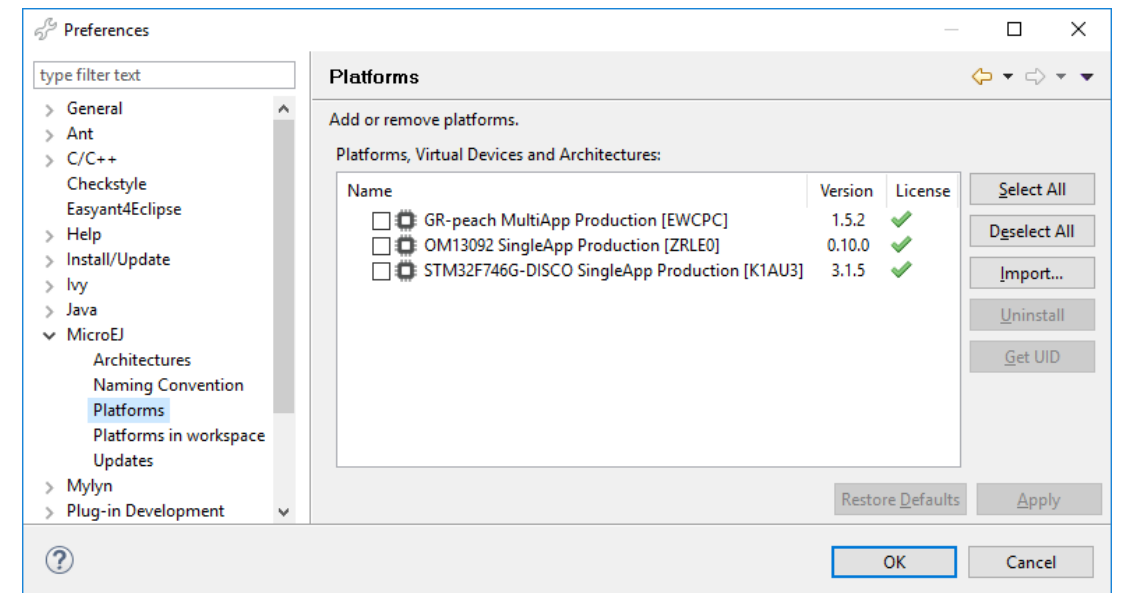 Preferences
type filter text
General
Ant
C/C++
Checkstyle
Easyant4Eclipse
Help
Install/Update
Ivy
Java
MicroEJ
Architectures
Naming Convention
Platforms
Platforms in workspace
Updates
Mylyn
Plug-in Development
Platforms
Add or remove platforms.
Platforms, Virtual Devices and Architectures:
Name Version License
GR-peach MultiApp Production [EWCPC] 1.5.2
OM13092 SingleApp Production [ZRLE0] 0.10.0
STM32F746G-DISCO SingleApp Production [K1AU3] 3.1.5
Select All
Deselect All
Import...
Uninstall
Get UID
Restore Defaults Apply
? OK Cancel